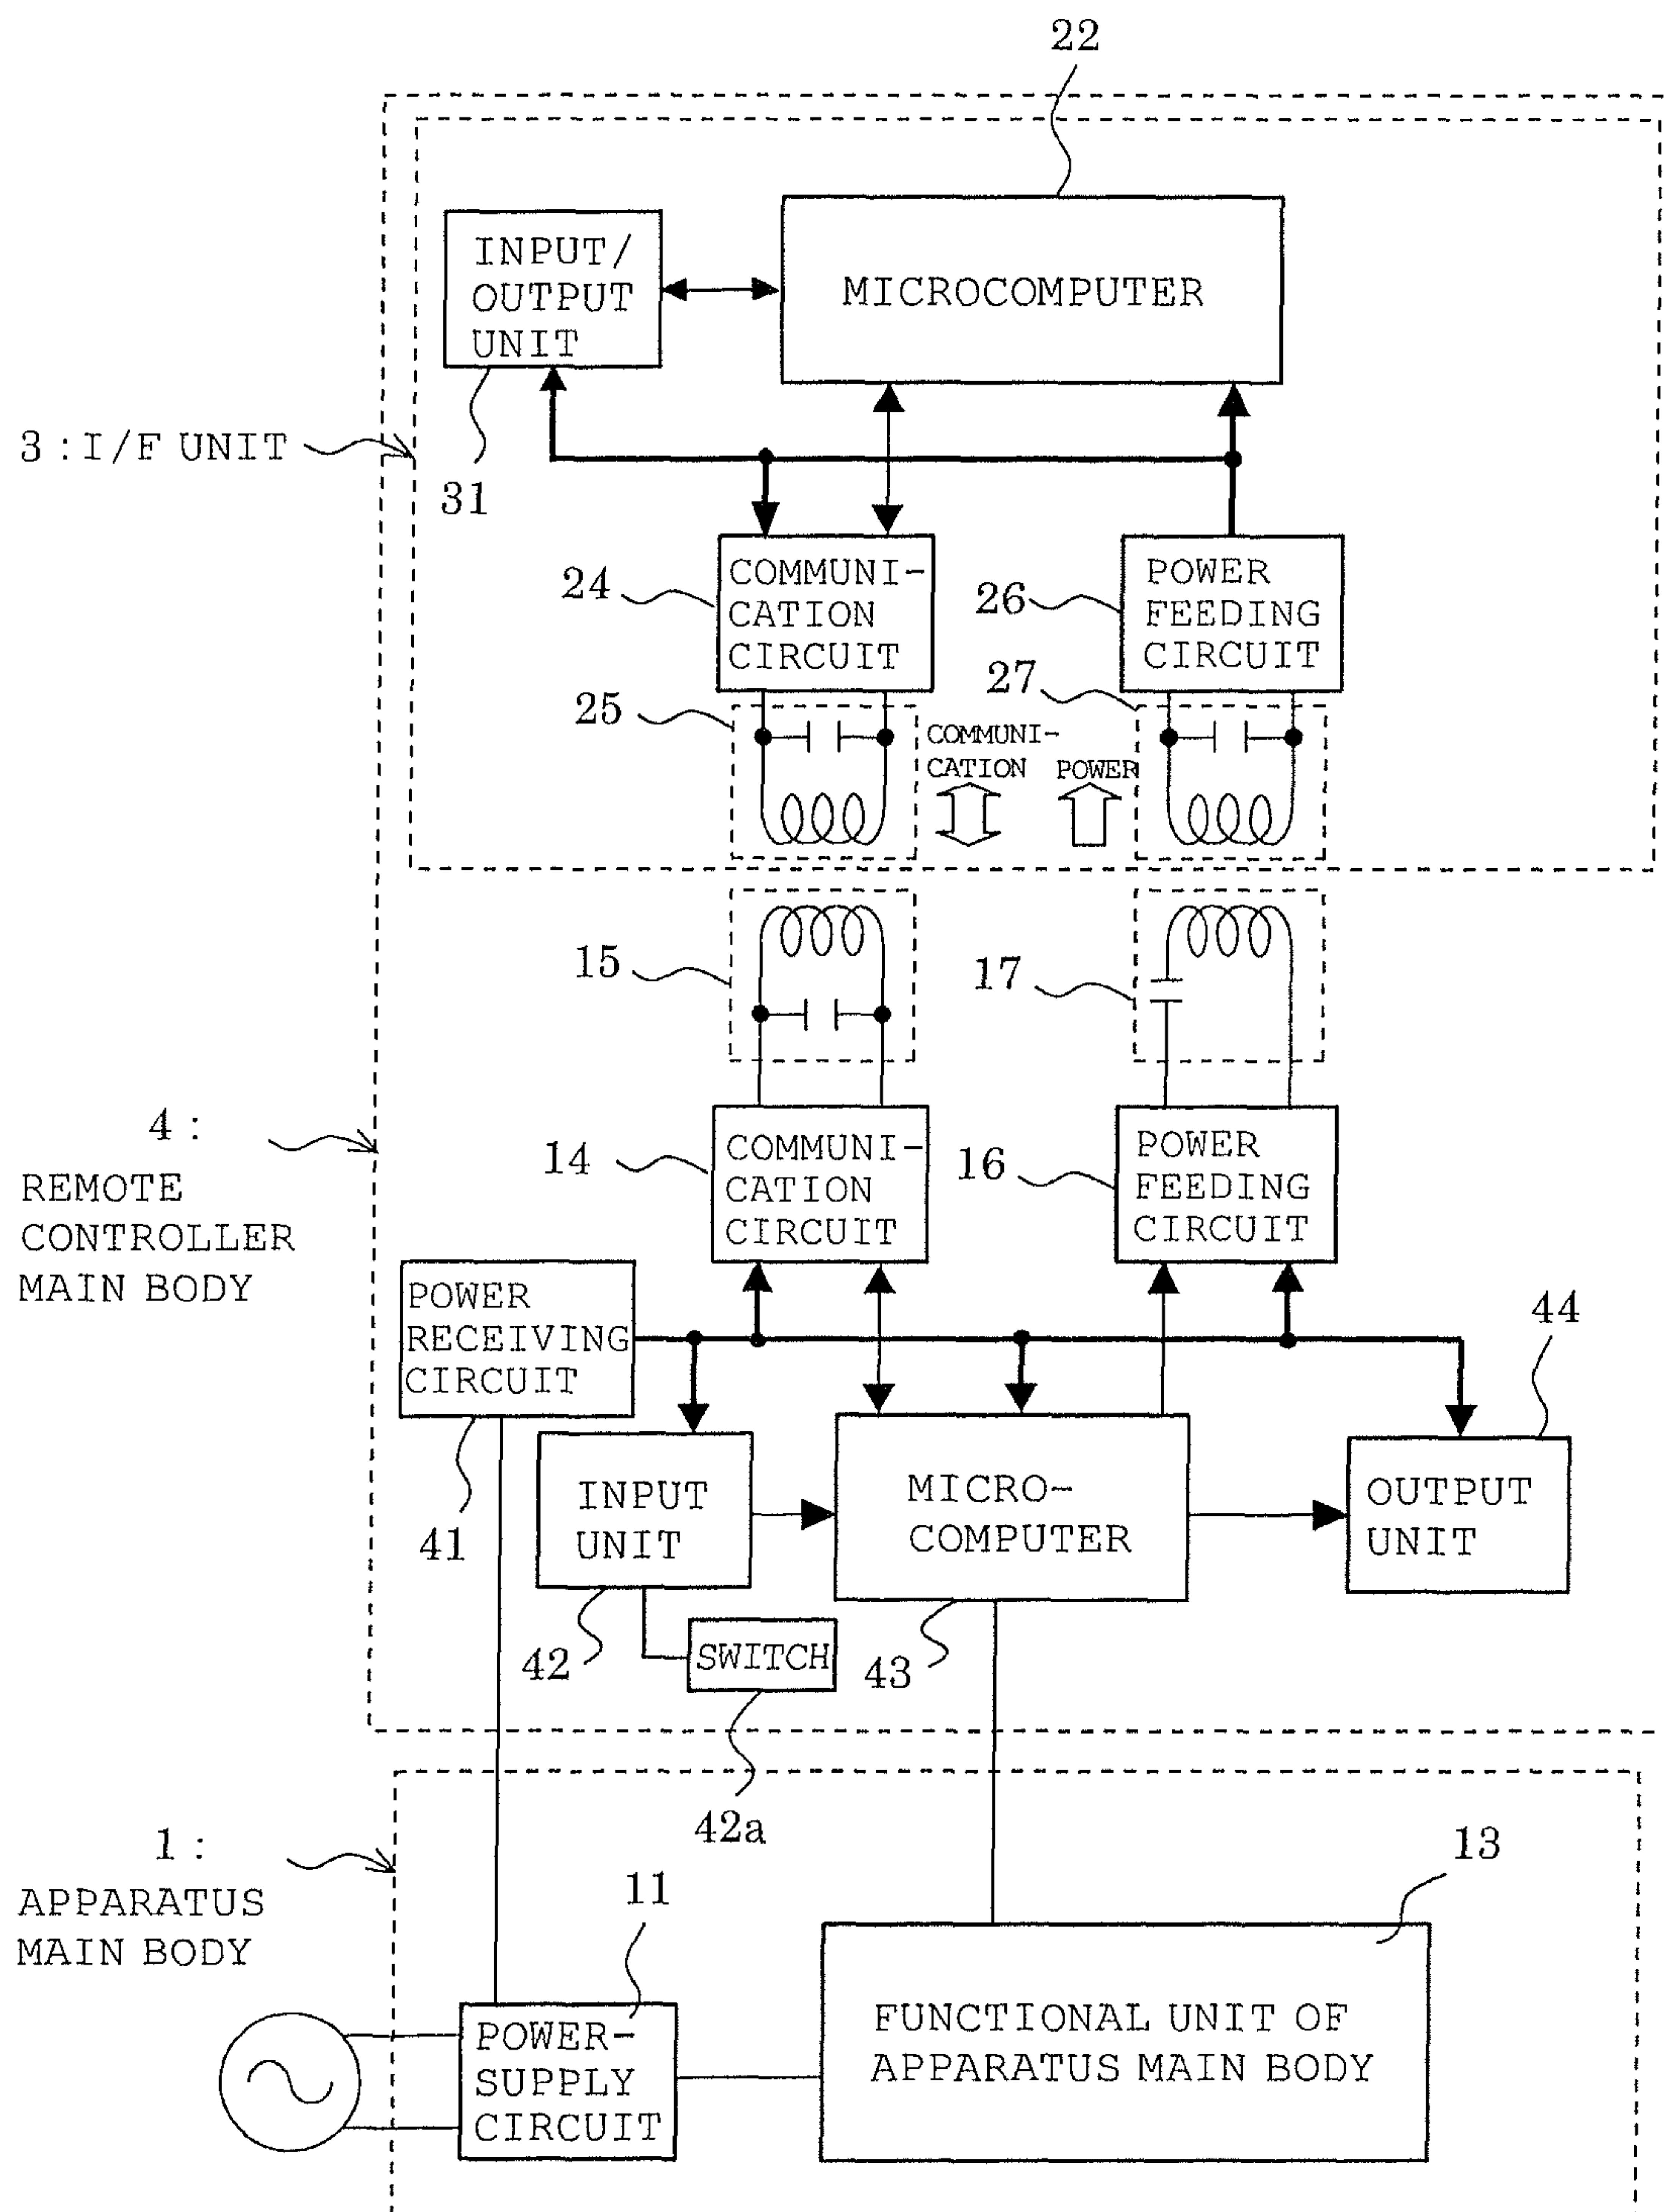 22
INPUT/
OUTPUT
UNIT
MICROCOMPUTER
3 : I/F UNIT
31
24
COMMUNI-
CATION
CIRCUIT
26
POWER
FEEDING
CIRCUIT
25
27
COMMUNI-
CATION
POWER
15
17
4 :
REMOTE
CONTROLLER
MAIN BODY
14
COMMUNI-
CATION
CIRCUIT
16
POWER
FEEDING
CIRCUIT
POWER
RECEIVING
CIRCUIT
44
41
INPUT
UNIT
MICRO-
COMPUTER
OUTPUT
UNIT
42
SWITCH
43
42a
1 :
APPARATUS
MAIN BODY
11
13
POWER-
SUPPLY
CIRCUIT
FUNCTIONAL UNIT OF
APPARATUS MAIN BODY